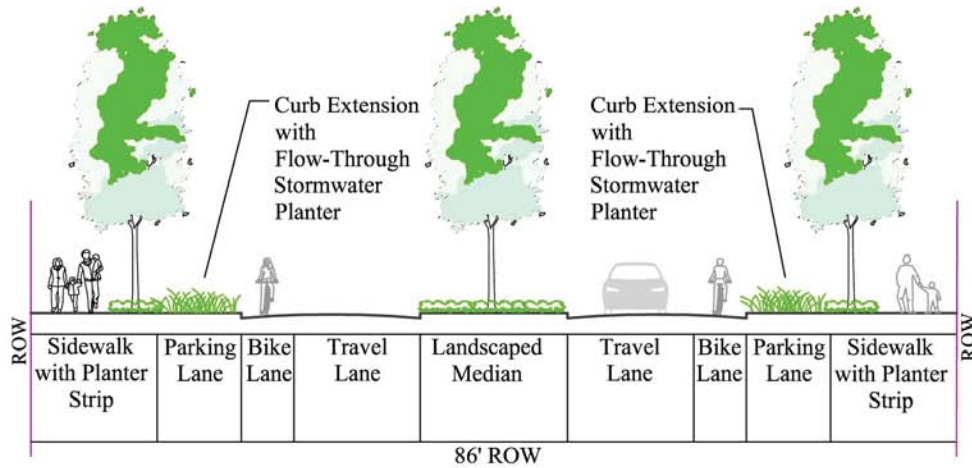 Curb Extension
with
Flow-Through
Stormwater
Planter
Curb Extension
with
Flow-Through
Stormwater
Planter
ROW
Sidewalk
with Planter
Strip
Parking
Lane
Bike
Lane
Travel
Lane
Landscaped
Median
Travel
Lane
Bike
Lane
Parking
Lane
Sidewalk
with Planter
Strip
ROW
86' ROW